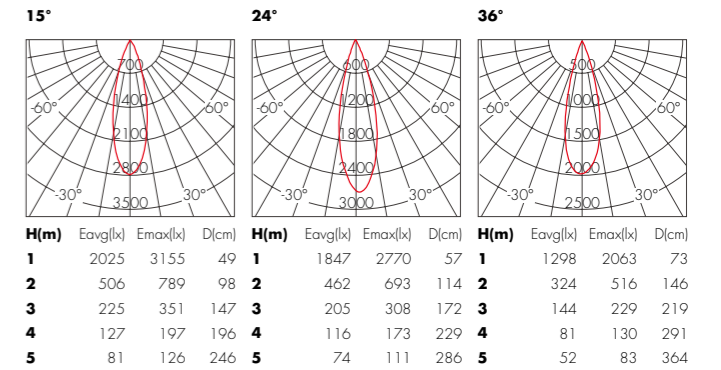 15° 24° 36°
700 600 500
-60° 1400 60° -60° 1200 60° -60° 1000 60°
2100 1800 1500
2800 2400 2000
-30° 30° -30° 30° -30° 30°
3500 3000 2500
H(m) Eavg(lx) Emax(lx) D(cm) H(m) Eavg(lx) Emax(lx) D(cm) H(m) Eavg(lx) Emax(lx) D(cm)
1 2025 3155 49 1 1847 2770 57 1 1298 2063 73
2 506 789 98 2 462 693 114 2 324 516 146
3 225 351 147 3 205 308 172 3 144 229 219
4 127 197 196 4 116 173 229 4 81 130 291
5 81 126 246 5 74 111 286 5 52 83 364